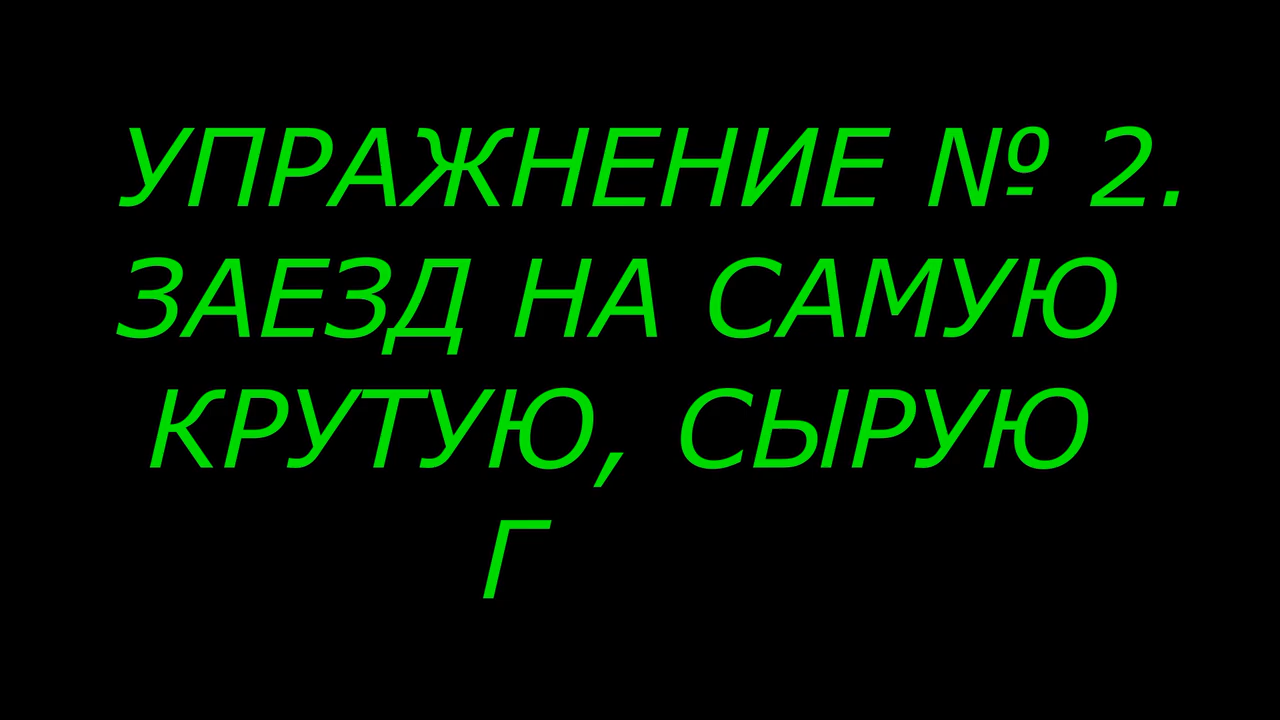 УПРАЖНЕНИЕ № 2.
ЗАЕЗД НА САМУЮ
КРУТУЮ, СЫРУЮ
Г